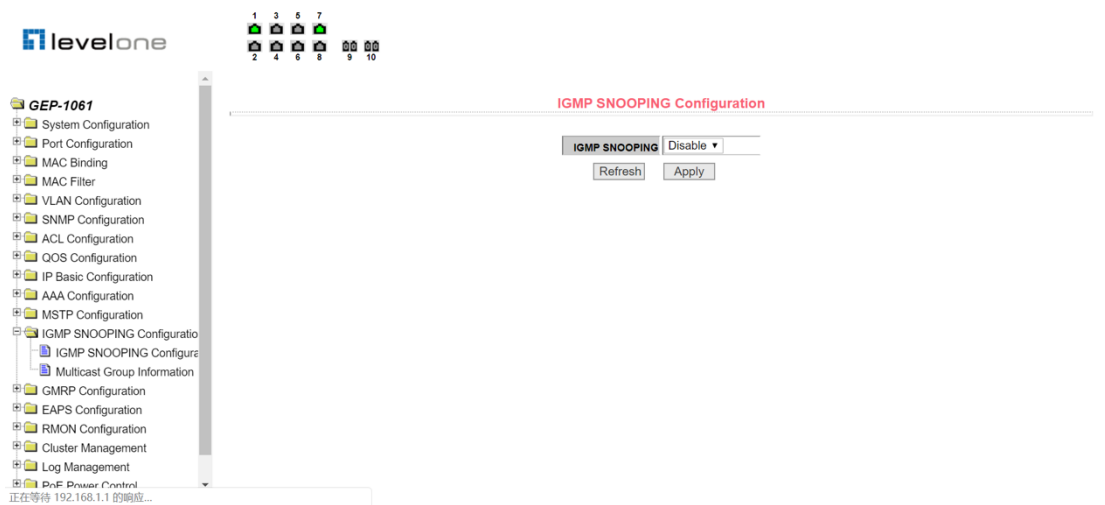 levelone
1 3 5 7
2 4 6 8 9 10
GEP-1061
System Configuration
Port Configuration
MAC Binding
MAC Filter
VLAN Configuration
SNMP Configuration
ACL Configuration
QOS Configuration
IP Basic Configuration
AAA Configuration
MSTP Configuration
IGMP SNOOPING Configuratio
IGMP SNOOPING Configura
Multicast Group Information
GMRP Configuration
EAPS Configuration
RMON Configuration
Cluster Management
Log Management
PoE Power Control
正在等待 192.168.1.1 的响应...
IGMP SNOOPING Configuration
IGMP SNOOPING Disable
Refresh Apply